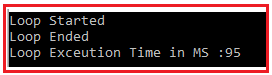 Loop Started
Loop Ended
Loop Exceution Time in MS :95